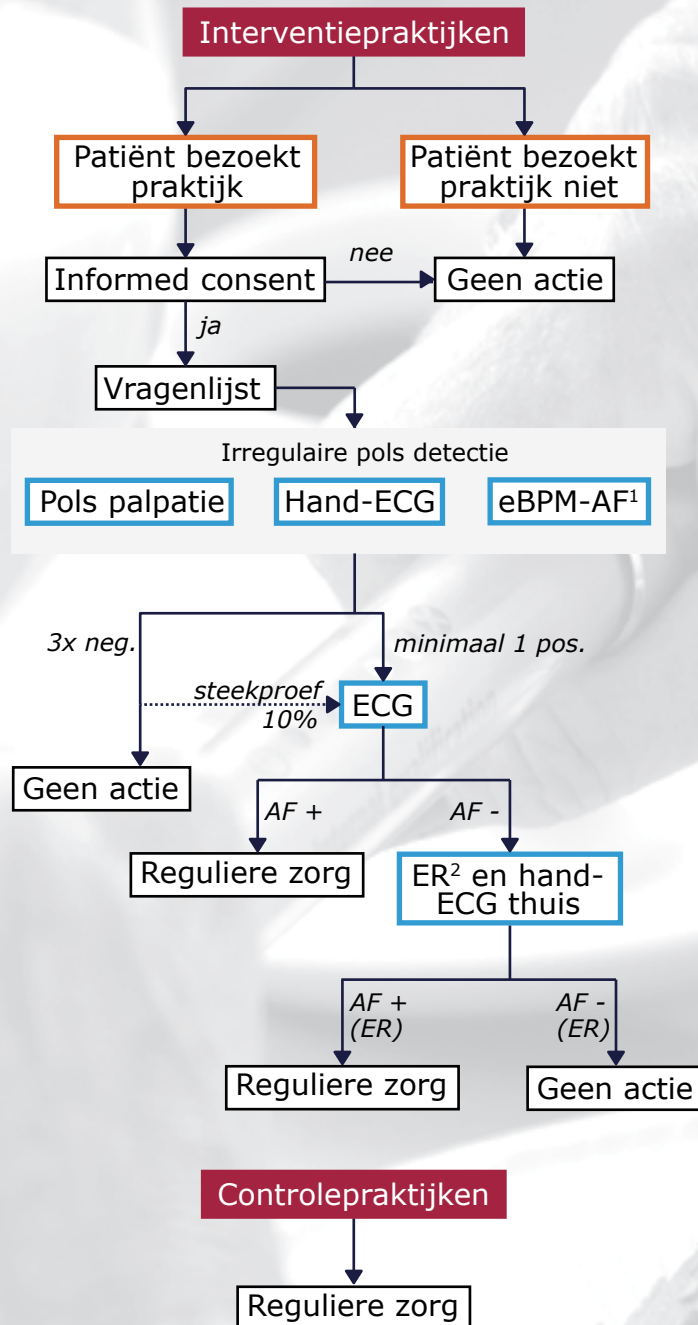 Interventiepraktijken
Patiënt bezoekt
praktijk
Patiënt bezoekt
praktijk niet
Informed consent
nee
Geen actie
ja
Vragenlijst
Irregulaire pols detectie
Pols palpatie
Hand-ECG
eBPM-AF¹
3x neg.
minimaal 1 pos.
steekproef
10%
ECG
Geen actie
AF +
AF -
Reguliere zorg
ER² en hand-
ECG thuis
AF +
(ER)
AF -
(ER)
Reguliere zorg
Geen actie
Controlepraktijken
Reguliere zorg